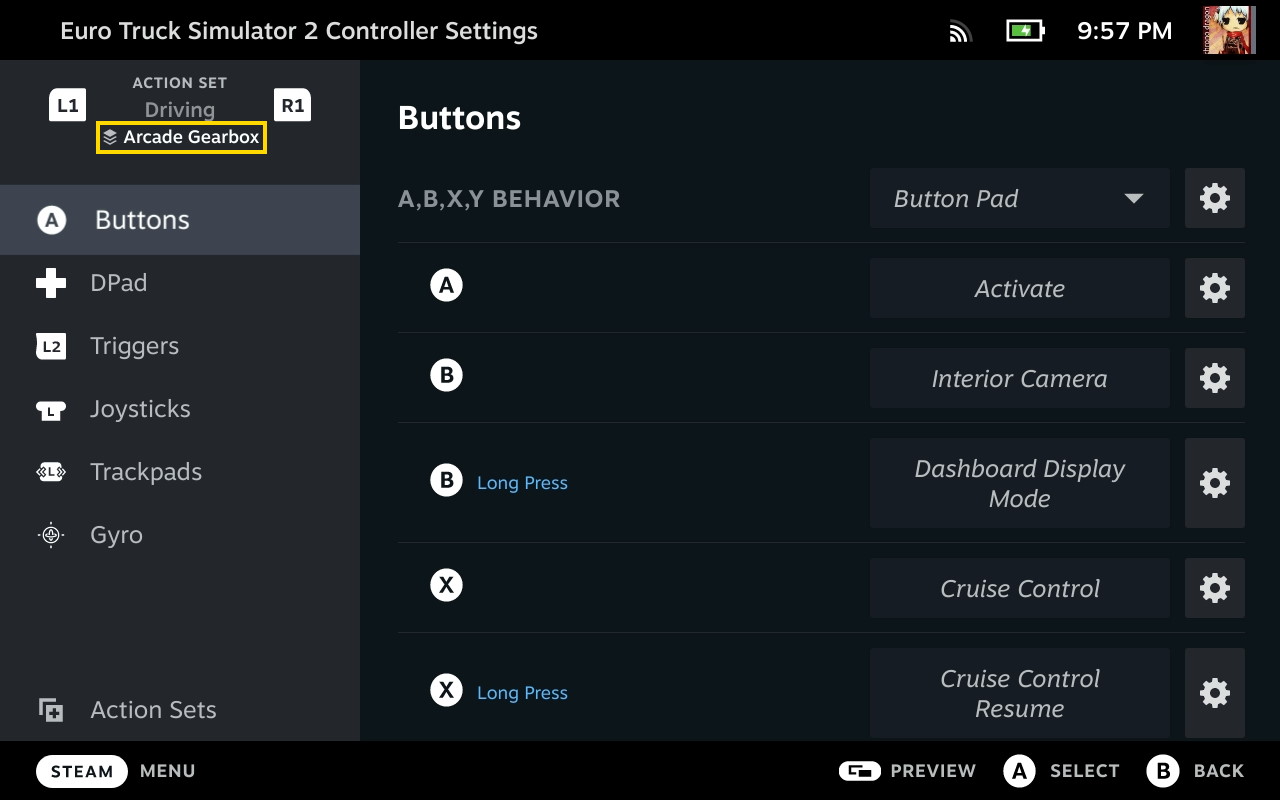 Euro Truck Simulator 2 Controller Settings
9:57 PM
L1
ACTION SET
Driving
Arcade Gearbox
R1
A Buttons
DPad
L2 Triggers
L Joysticks
L Trackpads
Gyro
Action Sets
Buttons
A,B,X,Y BEHAVIOR
Button Pad
A
Activate
B
Interior Camera
B Long Press
Dashboard Display
Mode
X
Cruise Control
X Long Press
Cruise Control
Resume
STEAM MENU
PREVIEW
A SELECT
B BACK